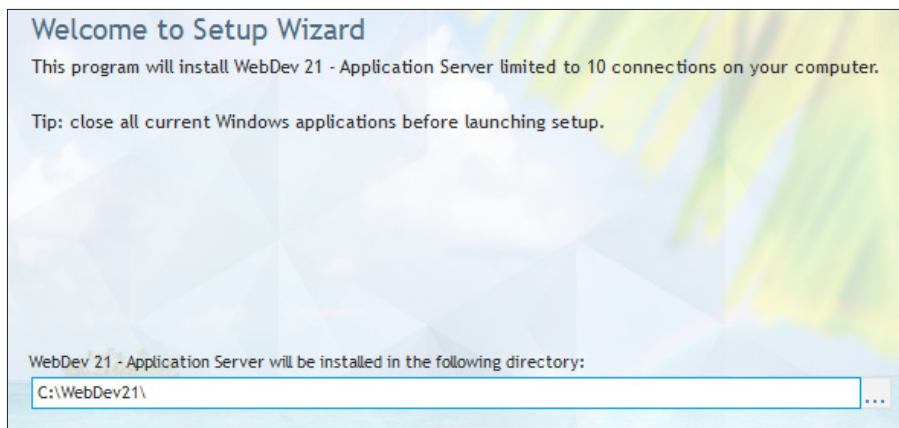 Welcome to Setup Wizard
This program will install WebDev 21 - Application Server limited to 10 connections on your computer.
Tip: close all current Windows applications before launching setup.
WebDev 21 - Application Server will be installed in the following directory:
C:\WebDev21\
...